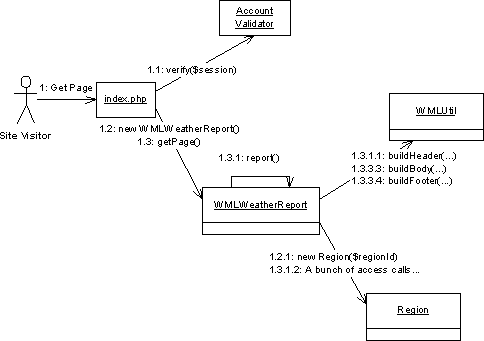 Account
Validator
1.1: verify($session)
1: Get Page
index.php
Site Visitor
1.2: new WMLWeatherReport()
1.3: getPage()
1.3.1: report()
WMLUtil
1.3.1.1: buildHeader(...)
1.3.3.3: buildBody(...)
1.3.3.4: buildFooter(...)
WMLWeatherReport
1.2.1: new Region($regionId)
1.3.1.2: A bunch of access calls...
Region